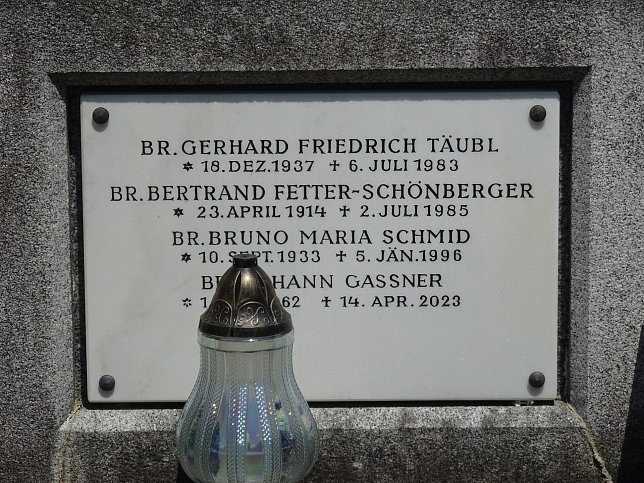 BR. GERHARD FRIEDRICH TÄUBL
✡ 18. DEZ. 1937 ✝ 6. JULI 1983
BR. BERTRAND FETTER-SCHÖNBERGER
✡ 23. APRIL 1914 ✝ 2. JULI 1985
BR. BRUNO MARIA SCHMID
✡ 10. SEPT. 1933 ✝ 5. JÄN. 1996
GASSNER
✝ 14. APR. 2023